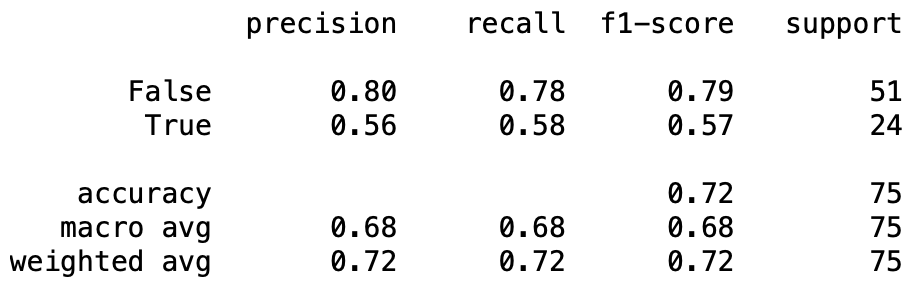 precision recall f1-score support
False 0.80 0.78 0.79 51
True 0.56 0.58 0.57 24
accuracy 0.72 75
macro avg 0.68 0.68 0.68 75
weighted avg 0.72 0.72 0.72 75